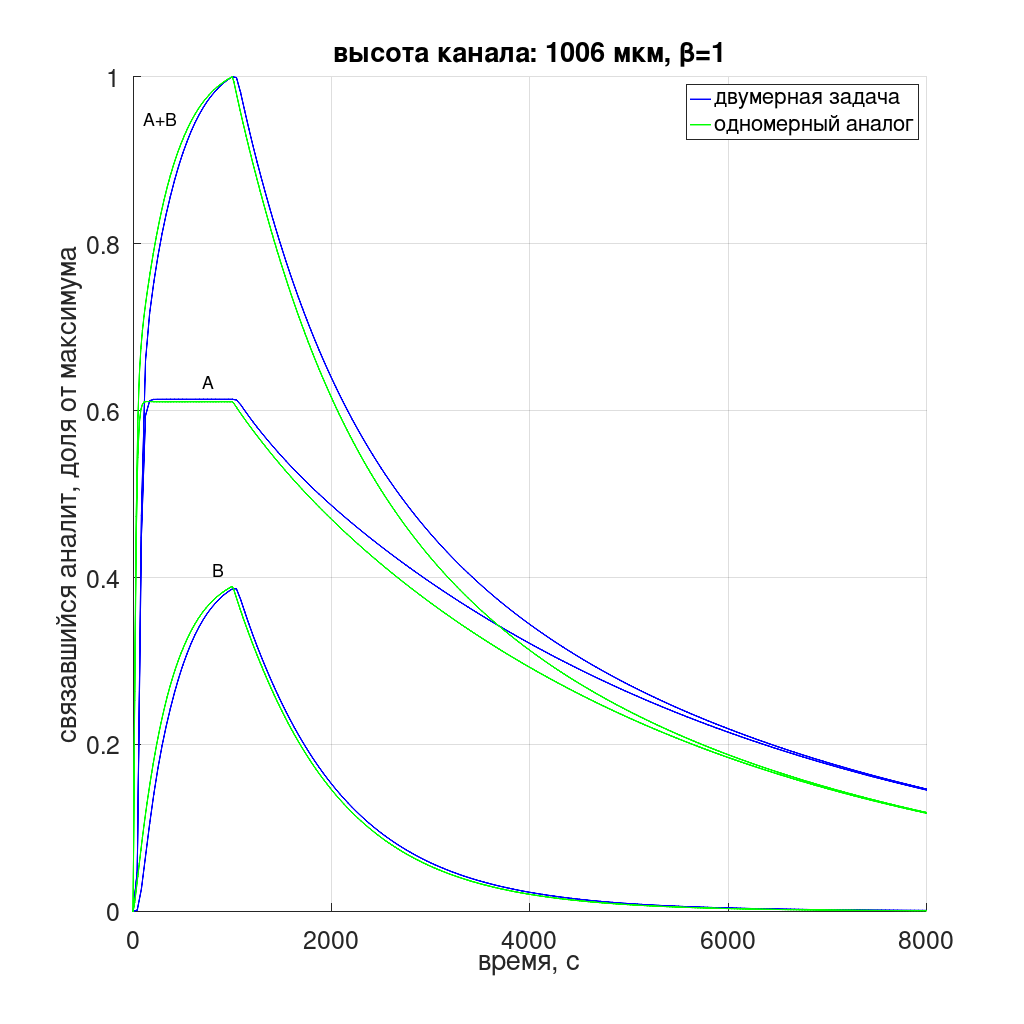 высота канала: 1006 мкм, β=1
двумерная задача
одномерный аналог
A+B
A
B
связавшийся аналит, доля от максимума
1
0.8
0.6
0.4
0.2
0
0
2000
4000
6000
8000
время, с